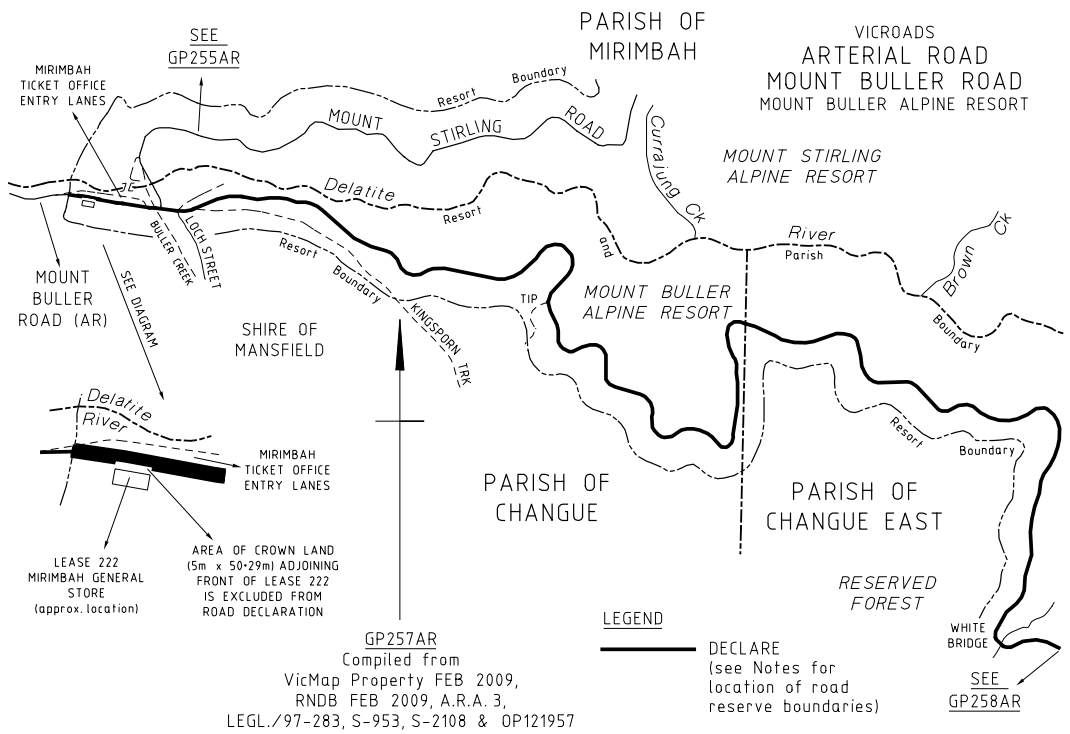 VICROADS
ARTERIAL ROAD
MOUNT BULLER ROAD
MOUNT BULLER ALPINE RESORT
PARISH OF
MIRIMBAH
SEE
GP255AR
MIRIMBAH
TICKET OFFICE
ENTRY LANES
Resort
Boundary
MOUNT
STIRLING
ROAD
Currajung Ck
MOUNT STIRLING
ALPINE RESORT
Delatite
Resort
and
River
Parish
Boundary
Brown Ck
LOCH STREET
BULLER CREEK
Resort
Boundary
MOUNT
BULLER
ROAD (AR)
SEE DIAGRAM
SHIRE OF
MANSFIELD
KINGSPORN TRK
TIP
MOUNT BULLER
ALPINE RESORT
Resort
Boundary
Delatite
River
MIRIMBAH
TICKET OFFICE
ENTRY LANES
PARISH OF
CHANGUE
PARISH OF
CHANGUE EAST
LEASE 222
MIRIMBAH GENERAL
STORE
(approx. location)
AREA OF CROWN LAND
(5m x 50·29m) ADJOINING
FRONT OF LEASE 222
IS EXCLUDED FROM
ROAD DECLARATION
RESERVED
FOREST
WHITE
BRIDGE
SEE
GP258AR
LEGEND
DECLARE
(see Notes for
location of road
reserve boundaries)
GP257AR
Compiled from
VicMap Property FEB 2009,
RNDB FEB 2009, A.R.A. 3,
LEGL./97-283, S-953, S-2108 & OP121957